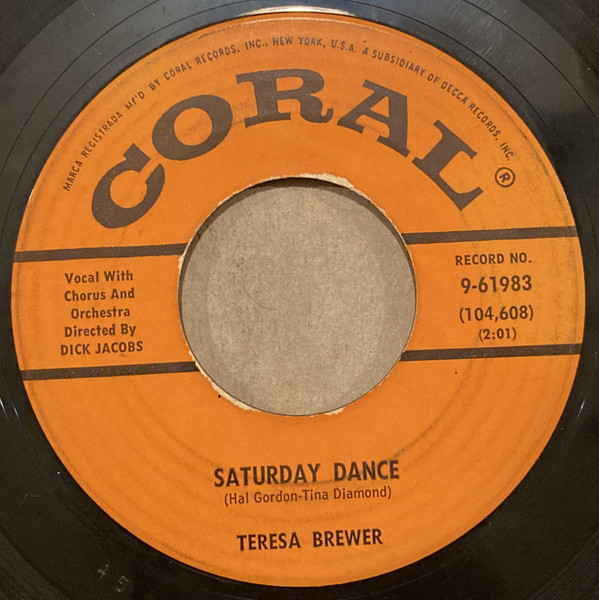 MARCA REGISTRADA MF'D BY CORAL RECORDS, INC., NEW YORK, U.S.A. A SUBSIDIARY OF DECCA RECORDS, INC.
CORAL ®
Vocal With
Chorus And
Orchestra
Directed By
DICK JACOBS
RECORD NO.
9-61983
(104,608)
(2:01)
SATURDAY DANCE
(Hal Gordon-Tina Diamond)
TERESA BREWER
45